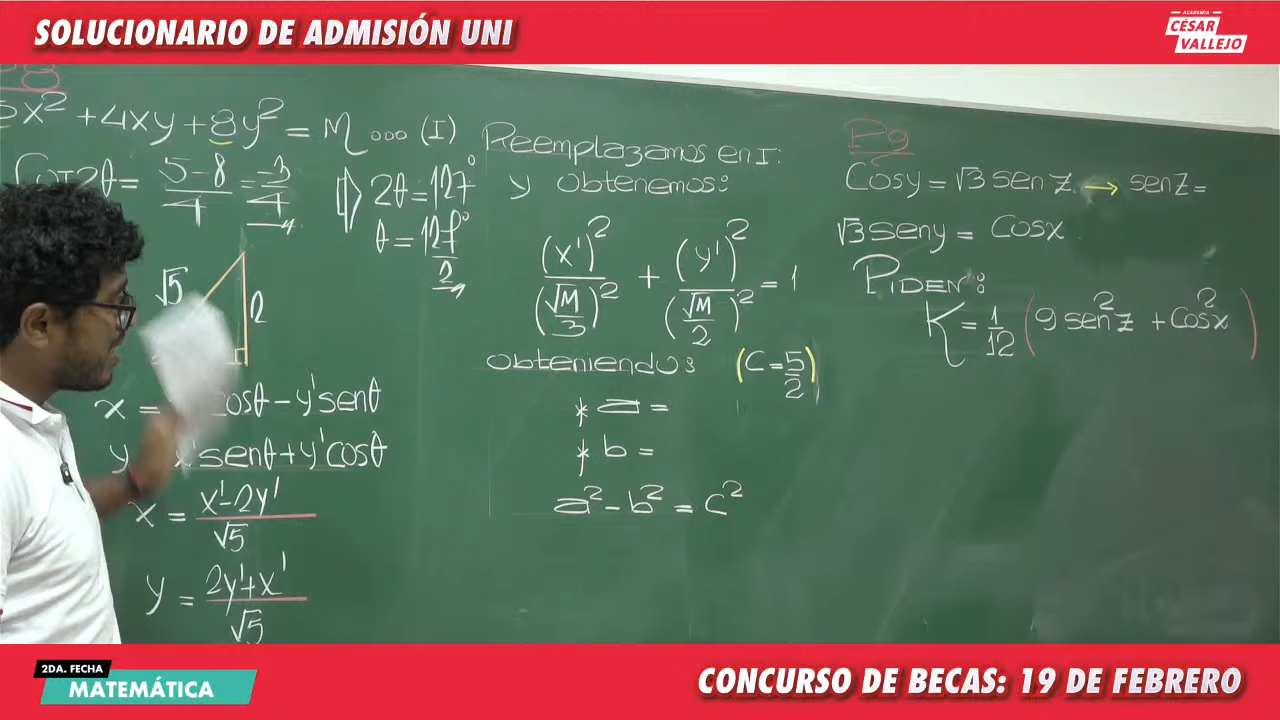 SOLUCIONARIO DE ADMISIÓN UNI
ACADEMIA
CÉSAR
VALLEJO
P8
5x² + 4xy + 8y² = M ... (I)
Cot2θ = (5-8)/4 = -3/4 ⇒ 2θ = 127°
θ = 127°/2
√5
2
x = cosθ - y'senθ
y x'senθ + y'cosθ
x = (x'-2y')/√5
y = (2y'+x')/√5
Reemplazamos en I:
y obtenemos:
(x')²/(√M/3)² + (y')²/(√M/2)² = 1
Obteniendo: (C = 5/2)
* a =
* b =
a² - b² = c²
P9
Cosy = √3 sen z → senz =
√3 seny = Cosx
PIDEN:
K = 1/12 (9 sen²z + Cos²x)
2DA. FECHA
MATEMÁTICA
CONCURSO DE BECAS: 19 DE FEBRERO